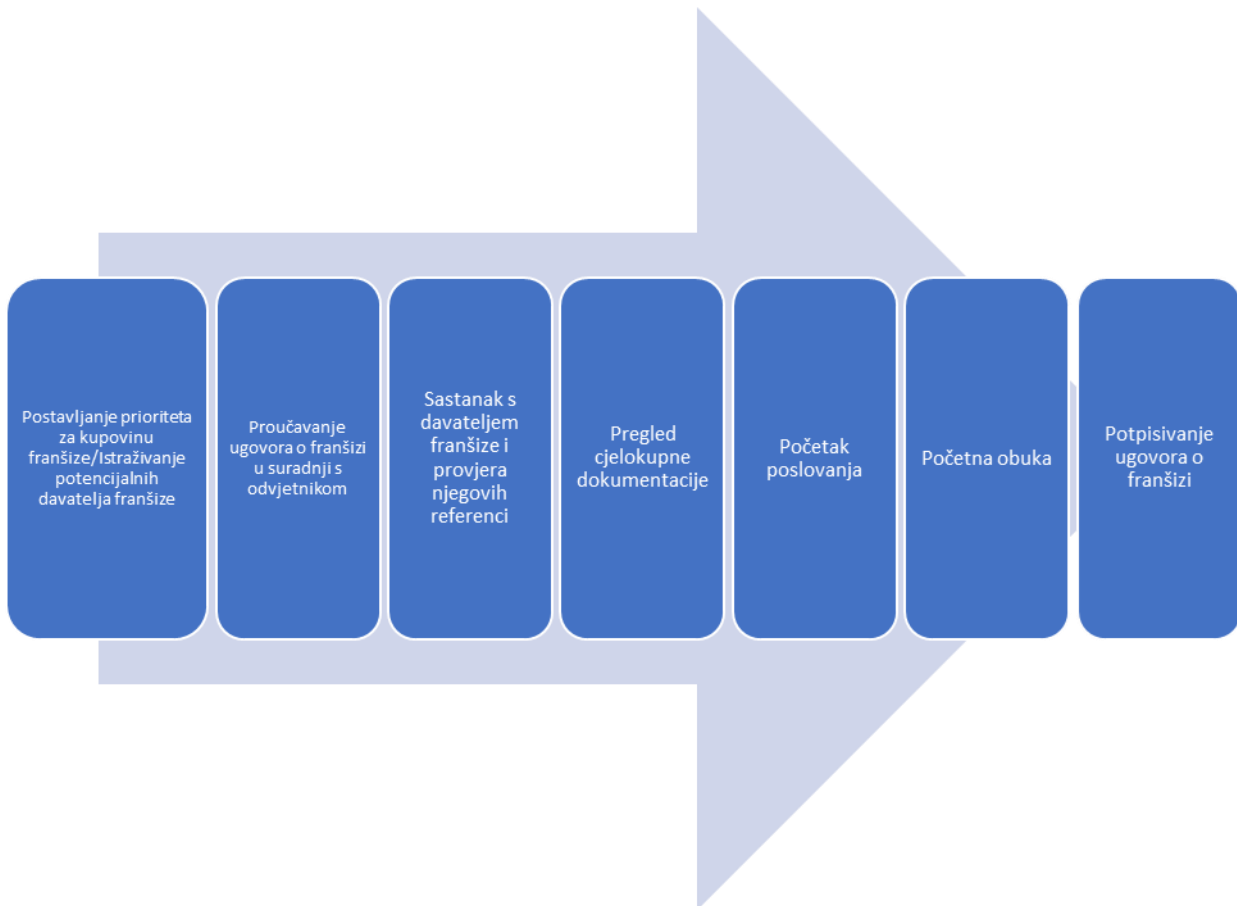 Postavljanje prioriteta
za kupovinu
franšize/Istraživanje
potencijalnih
davatelja franšize
Proučavanje
ugovora o franšizi
u suradnji s
odvjetnikom
Sastanak s
davateljem
franšize i
provjera
njegovih
referenci
Pregled
cjelokupne
dokumentacije
Početak
poslovanja
Početna obuka
Potpisivanje
ugovora o
franšizi